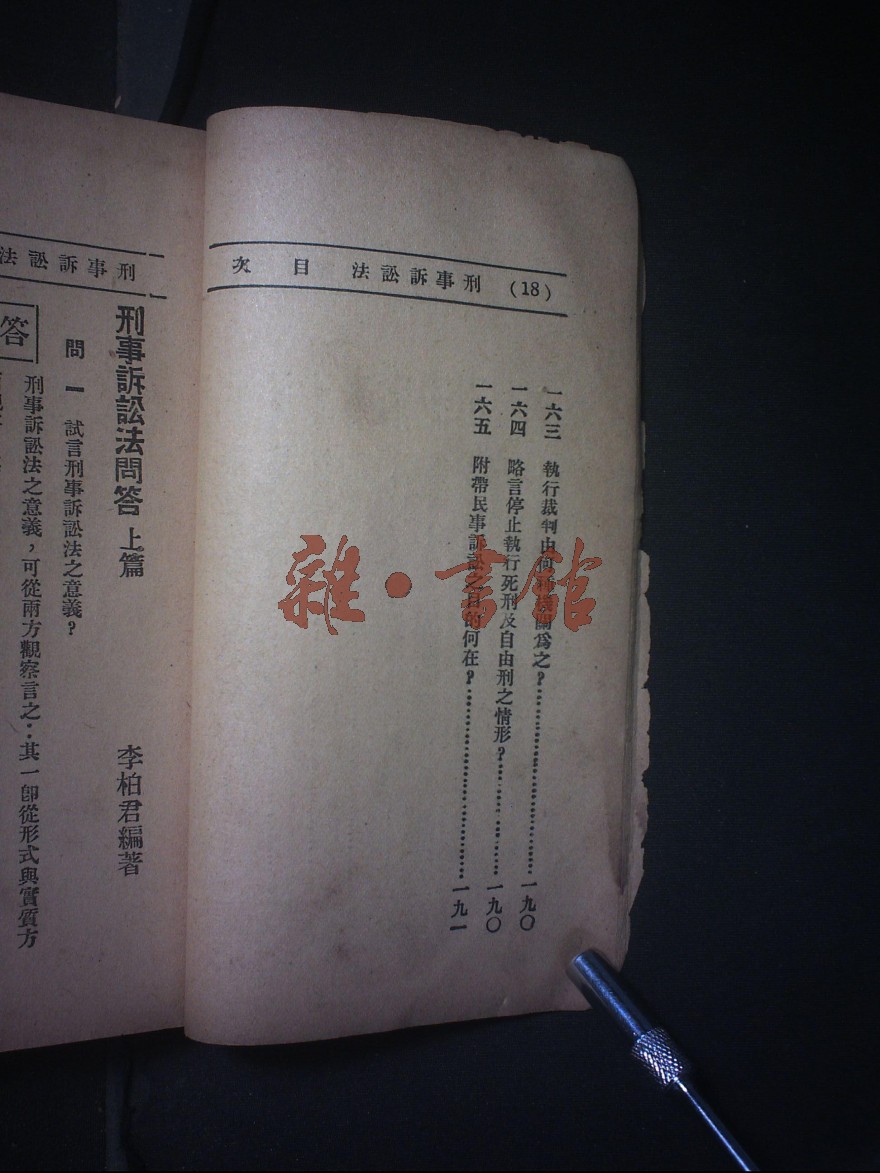 (18) 刑事訴訟法 目次
一六三 執行裁判由何種機關爲之？……一九〇
一六四 略言停止執行死刑及自由刑之情形？……一九〇
一六五 附帶民事訴訟之目的何在？……一九一
刑事訴訟法
答
刑事訴訟法問答 上篇 李柏君編著
問一 試言刑事訴訟法之意義？
刑事訴訟法之意義，可從兩方觀察言之：其一卽從形式與實質方
雜·書館